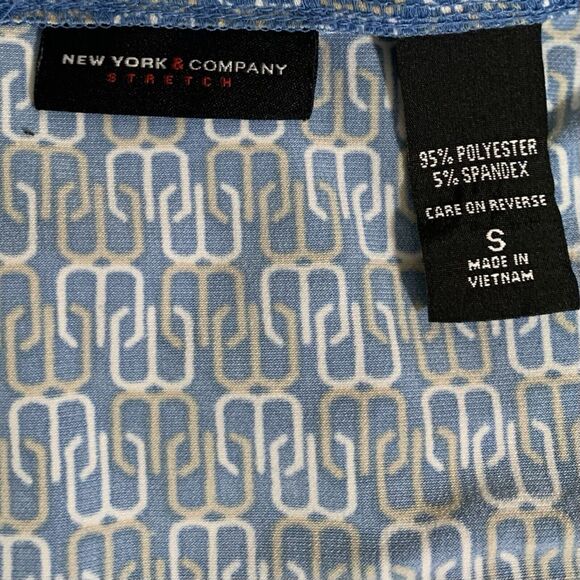 NEW YORK & COMPANY
STRETCH
95% POLYESTER
5% SPANDEX
CARE ON REVERSE
S
MADE IN
VIETNAM